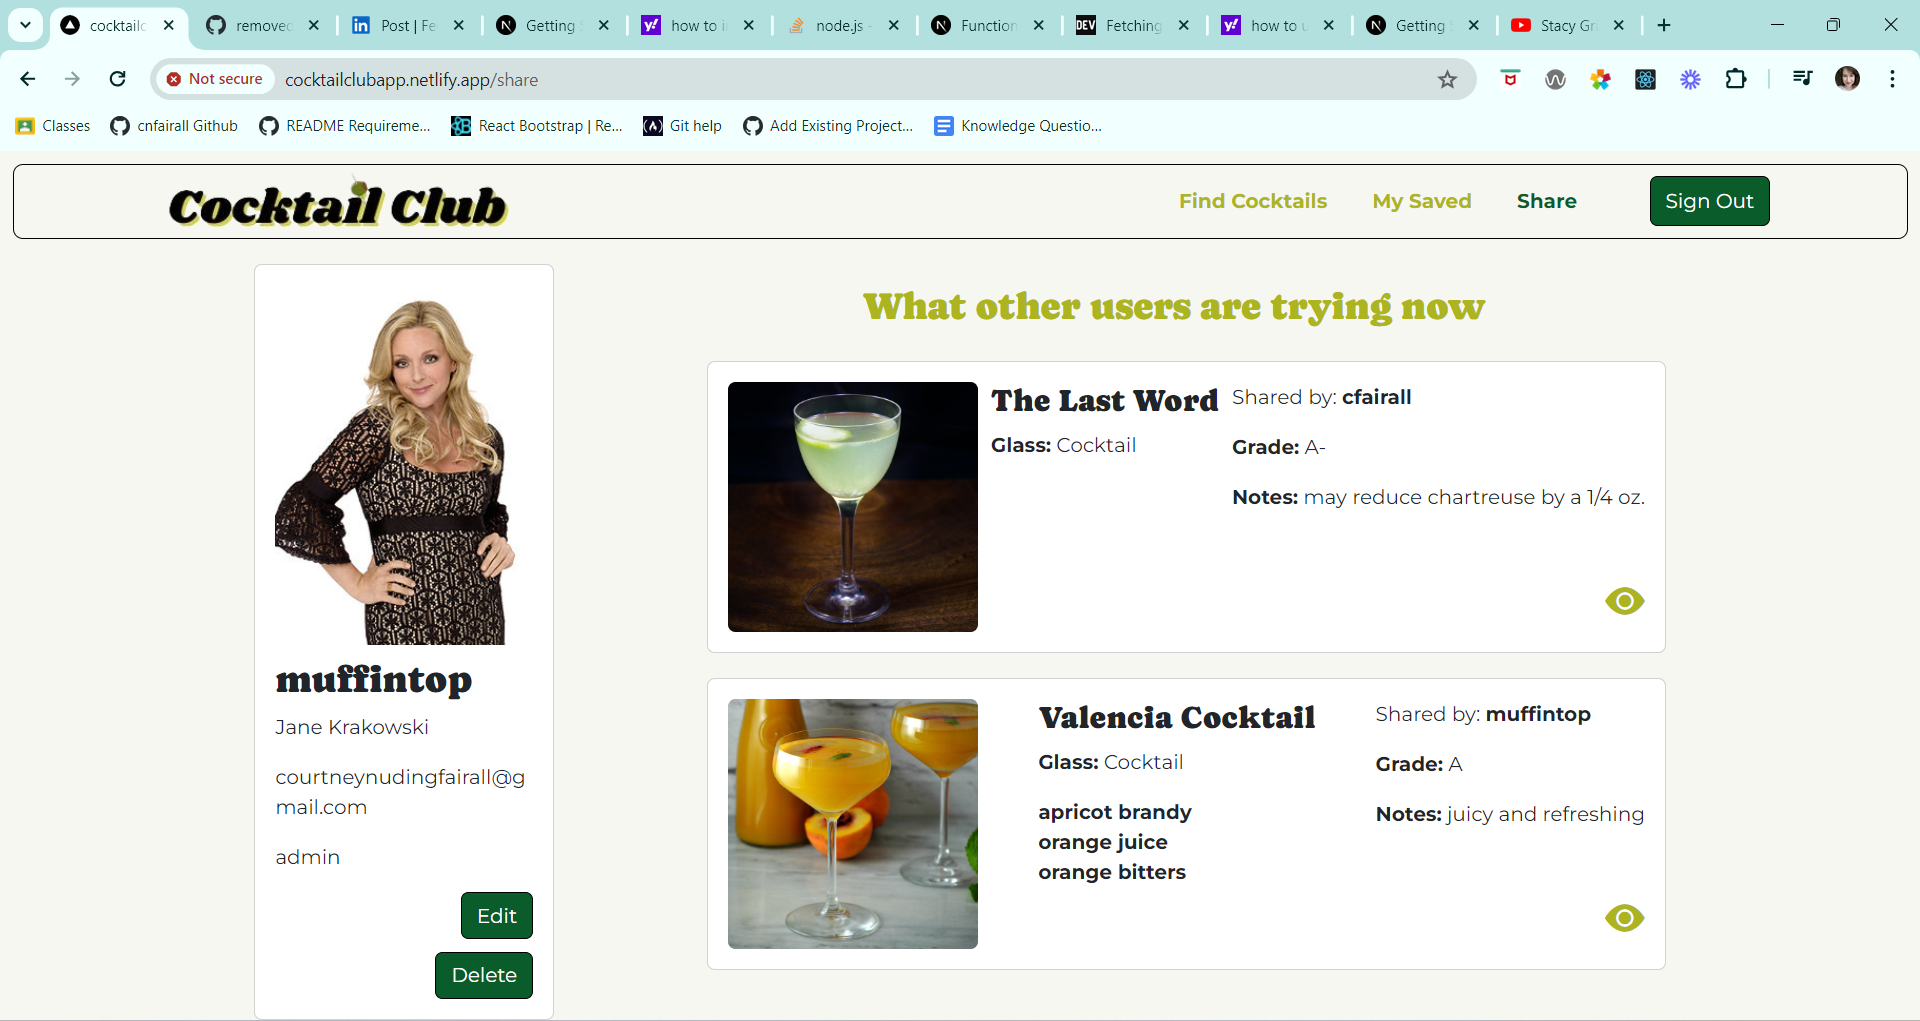 cocktailc
removed
Post | Fe
Getting
how to i
node.js -
Function
DEV
Fetching
how to u
Getting
Stacy Gr
Not secure
cocktailclubapp.netlify.app/share
Classes
cnfairall Github
README Requireme...
React Bootstrap | Re...
Git help
Add Existing Project...
Knowledge Questio...
Cocktail Club
Find Cocktails
My Saved
Share
Sign Out
muffintop
Jane Krakowski
courtneynudingfairall@g
mail.com
admin
Edit
Delete
What other users are trying now
The Last Word
Glass: Cocktail
Shared by: cfairall
Grade: A-
Notes: may reduce chartreuse by a 1/4 oz.
Valencia Cocktail
Glass: Cocktail
apricot brandy
orange juice
orange bitters
Shared by: muffintop
Grade: A
Notes: juicy and refreshing